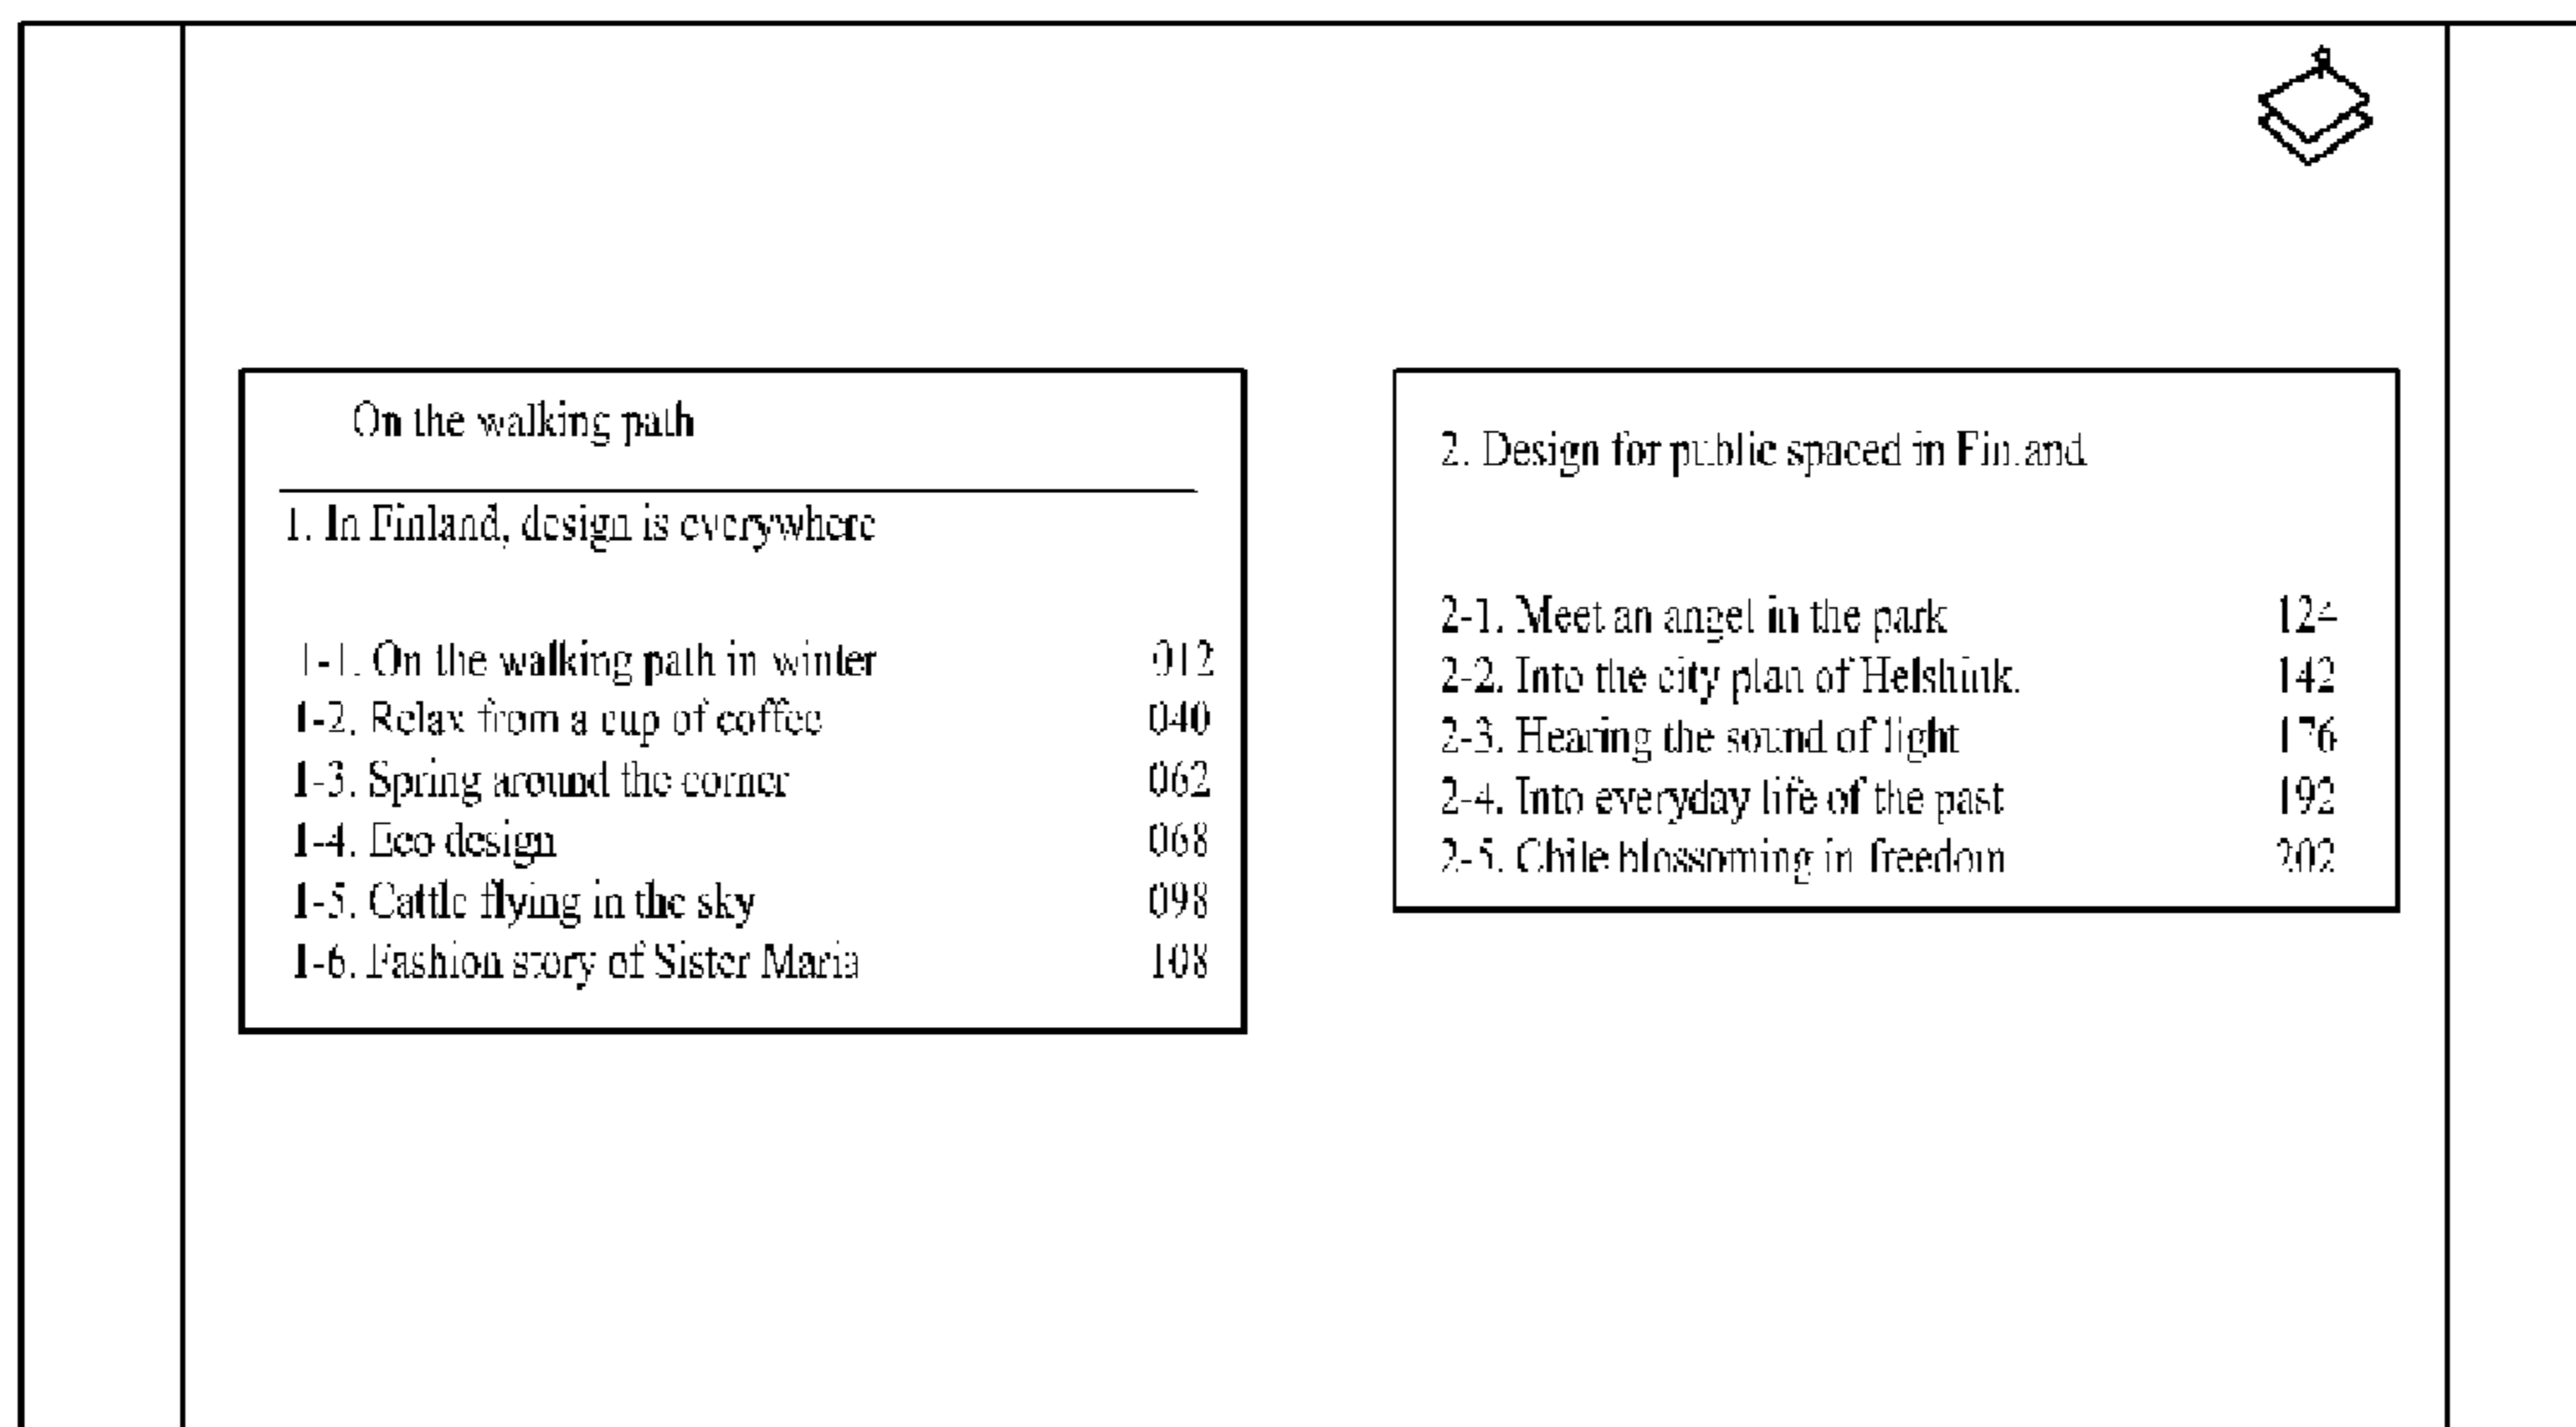 On the walking path
1. In Finland, design is everywhere
1-1. On the walking path in winter 012
1-2. Relax from a cup of coffee 040
1-3. Spring around the corner 062
1-4. Eco design 068
1-5. Cattle flying in the sky 098
1-6. Fashion story of Sister Maria 108
2. Design for public spaced in Finland
2-1. Meet an angel in the park 124
2-2. Into the city plan of Helshinki 142
2-3. Hearing the sound of light 176
2-4. Into everyday life of the past 192
2-5. Chile blossoming in freedom 202